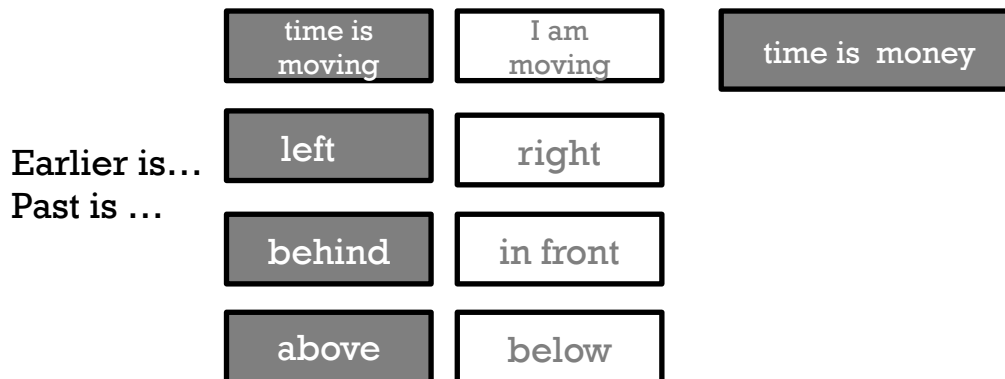 time is
moving
I am
moving
time is money
Earlier is...
Past is ...
left
right
behind
in front
above
below